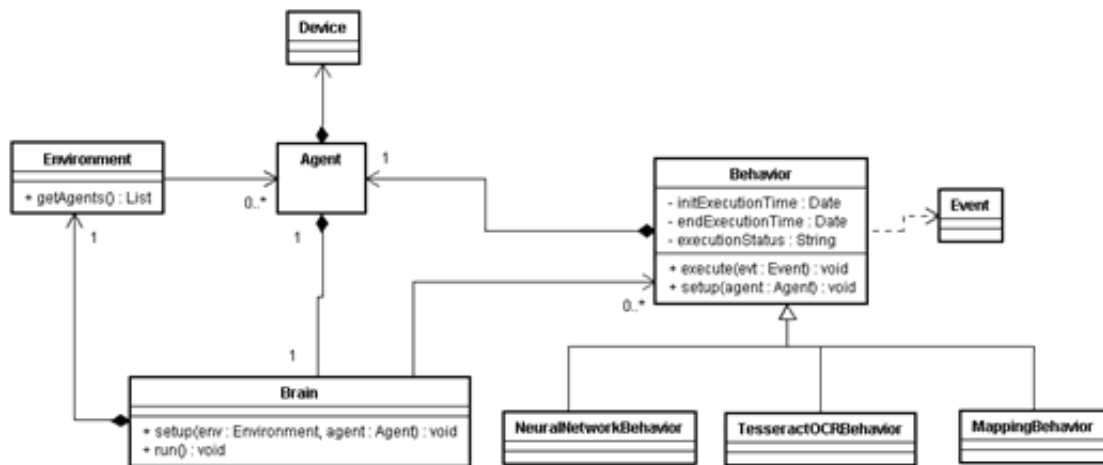 Device
Environment
+ getAgents() : List
Agent
1
0..*
1
1
1
Behavior
- initExecutionTime : Date
- endExecutionTime : Date
- executionStatus : String
+ execute(evt : Event) : void
+ setup(agent : Agent) : void
Event
0..*
Brain
+ setup(env : Environment, agent : Agent) : void
+ run() : void
NeuralNetworkBehavior
TesseractOCRBehavior
MappingBehavior